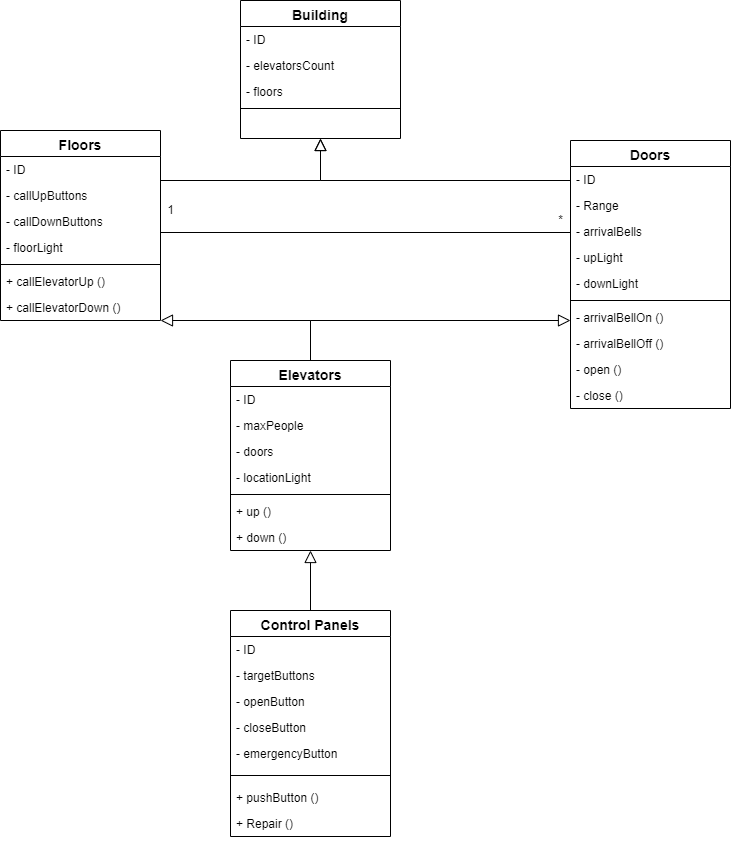 Building
- ID
- elevatorsCount
- floors
Floors
- ID
- callUpButtons
- callDownButtons
- floorLight
+ callElevatorUp ()
+ callElevatorDown ()
1
*
Doors
- ID
- Range
- arrivalBells
- upLight
- downLight
- arrivalBellOn ()
- arrivalBellOff ()
- open ()
- close ()
Elevators
- ID
- maxPeople
- doors
- locationLight
+ up ()
+ down ()
Control Panels
- ID
- targetButtons
- openButton
- closeButton
- emergencyButton
+ pushButton ()
+ Repair ()